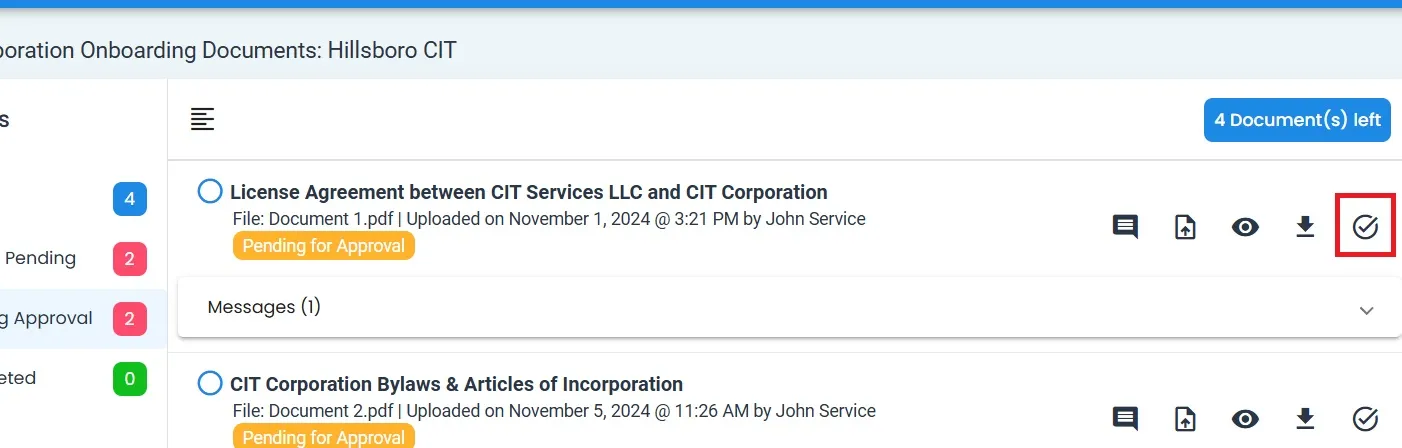 poration Onboarding Documents: Hillsboro CIT
s
4 Document(s) left
4
Pending 2
g Approval 2
eted 0
License Agreement between CIT Services LLC and CIT Corporation
File: Document 1.pdf | Uploaded on November 1, 2024 @ 3:21 PM by John Service
Pending for Approval
Messages (1)
CIT Corporation Bylaws & Articles of Incorporation
File: Document 2.pdf | Uploaded on November 5, 2024 @ 11:26 AM by John Service
Pending for Approval